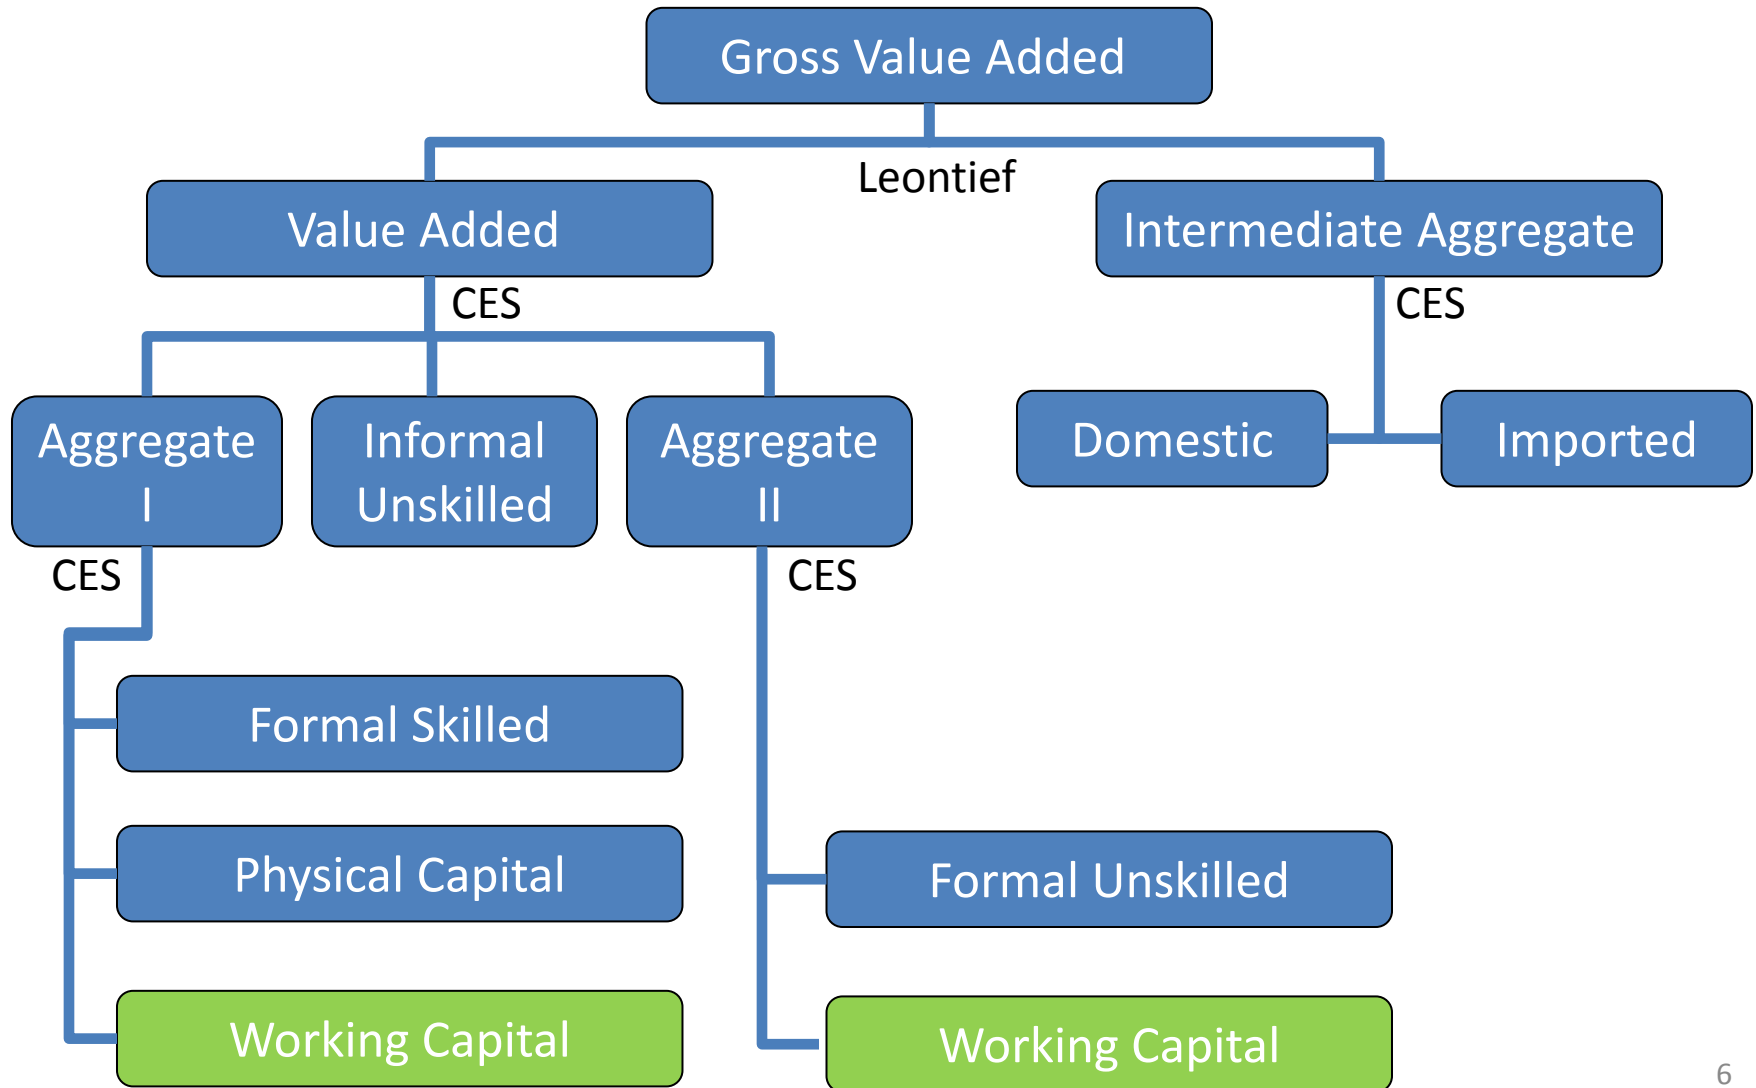 Gross Value Added
Leontief
Value Added
Intermediate Aggregate
CES
CES
Aggregate
I
Informal
Unskilled
Aggregate
II
Domestic
Imported
CES
CES
Formal Skilled
Physical Capital
Formal Unskilled
Working Capital
Working Capital
6